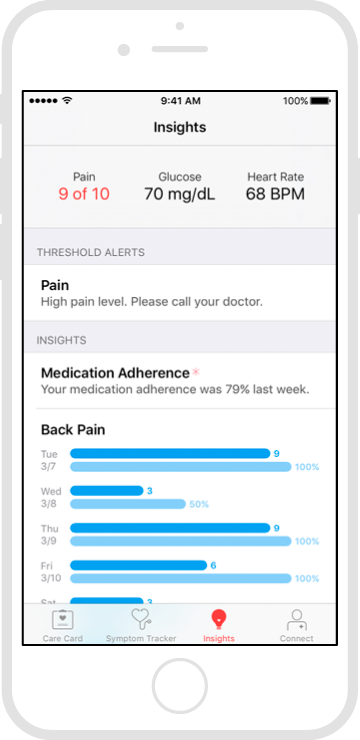 9:41 AM
100%
Insights
Pain
Glucose
Heart Rate
9 of 10
70 mg/dL
68 BPM
THRESHOLD ALERTS
Pain
High pain level. Please call your doctor.
INSIGHTS
Medication Adherence *
Your medication adherence was 79% last week.
Back Pain
Tue
9
3/7
100%
Wed
3
3/8
50%
Thu
9
3/9
100%
Fri
6
3/10
100%
Sat
3
Care Card
Symptom Tracker
Insights
Connect